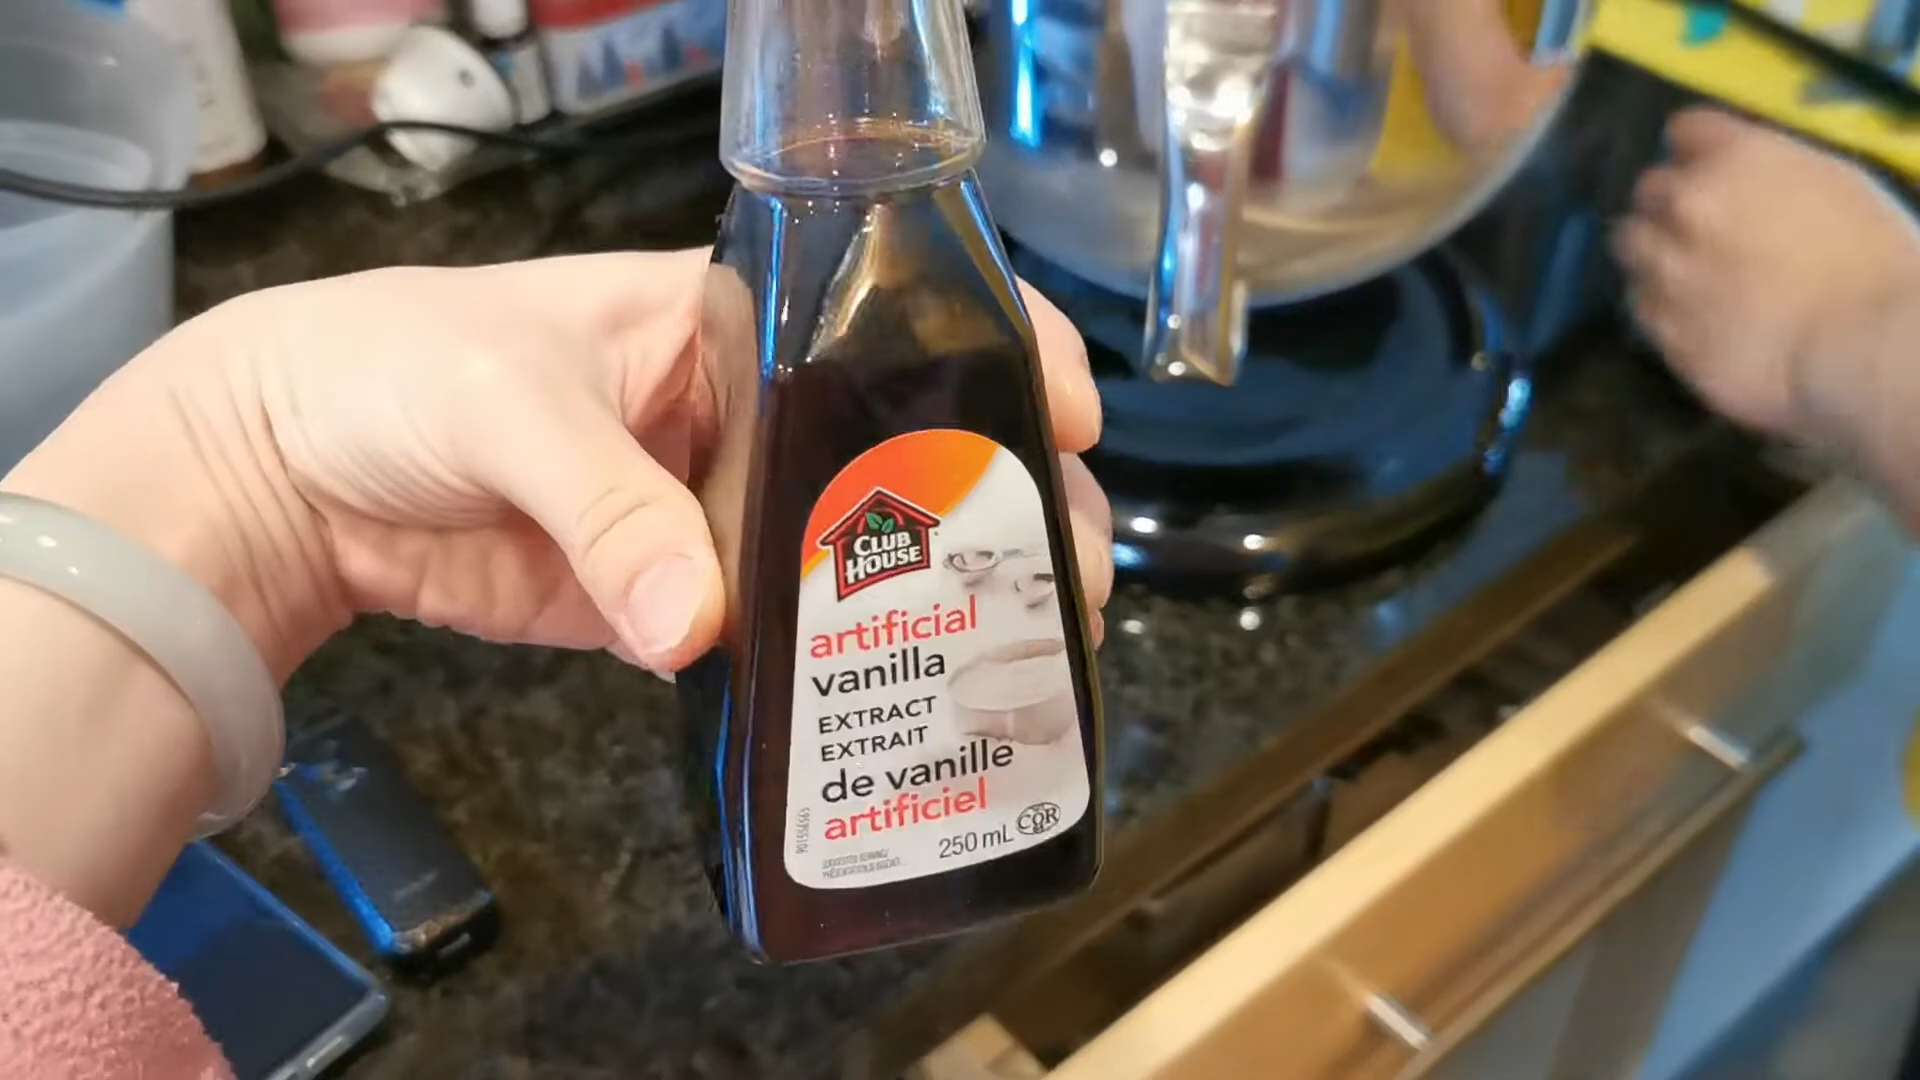 CLUB
HOUSE
artificial
vanilla
EXTRACT
EXTRAIT
de vanille
artificiel
250 mL
COR